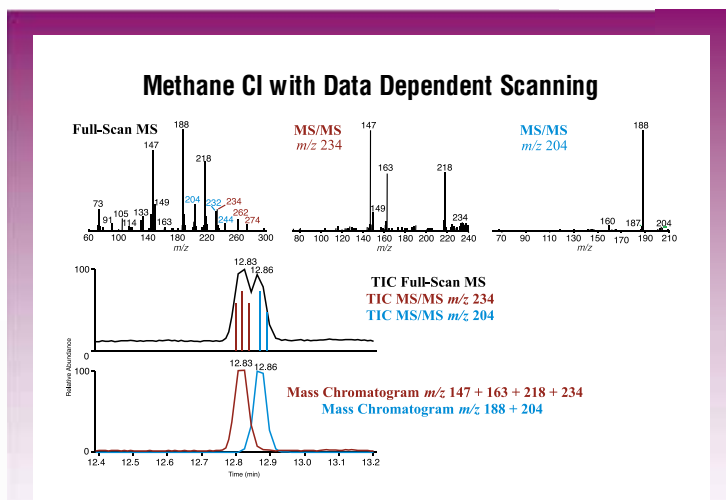 Methane CI with Data Dependent Scanning
Full-Scan MS
73
91
105
114
133
147
149
163
188
204
218
232
234
244
262
274
60 100 140 180 220 260 300
m/z
MS/MS
m/z 234
147
149
163
218
234
80 100 120 140 160 180 200 220 240
m/z
MS/MS
m/z 204
188
160
187
204
70 90 110 130 150 170 190 210
m/z
100
0
12.83
12.86
TIC Full-Scan MS
TIC MS/MS m/z 234
TIC MS/MS m/z 204
Relative Abundance
100
0
12.83
12.86
Mass Chromatogram m/z 147 + 163 + 218 + 234
Mass Chromatogram m/z 188 + 204
12.4 12.5 12.6 12.7 12.8 12.9 13.0 13.1 13.2
Time (min)